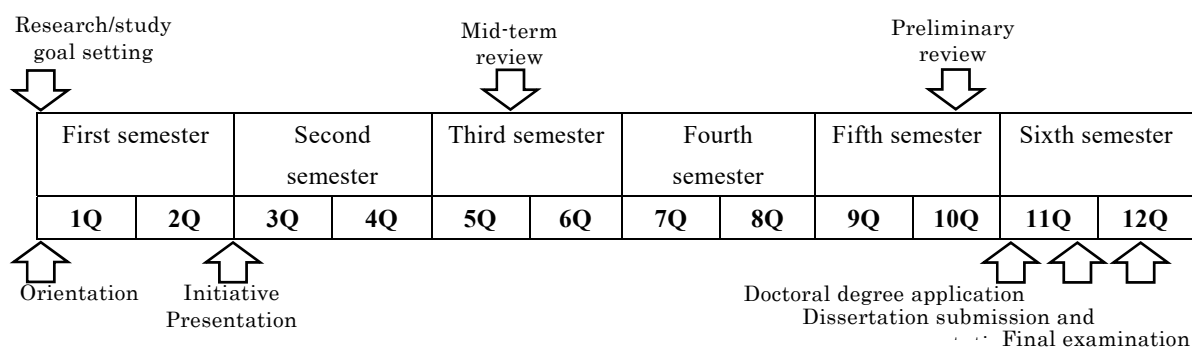 Research/study
goal setting
Mid-term
review
Preliminary
review
First semester
Second
semester
Third semester
Fourth
semester
Fifth semester
Sixth semester
1Q
2Q
3Q
4Q
5Q
6Q
7Q
8Q
9Q
10Q
11Q
12Q
Orientation
Initiative
Presentation
Doctoral degree application
Dissertation submission and
Final examination